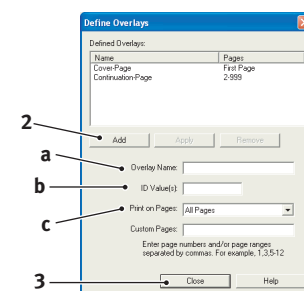 Define Overlays
Defined Overlays:
Name Pages
Cover-Page First Page
Continuation-Page 2-999
2
Add Apply Remove
a Overlay Name:
b ID Value(s):
c Print on Pages: All Pages
Custom Pages:
Enter page numbers and/or page ranges
separated by commas. For example, 1,3,5-12
3 Close Help